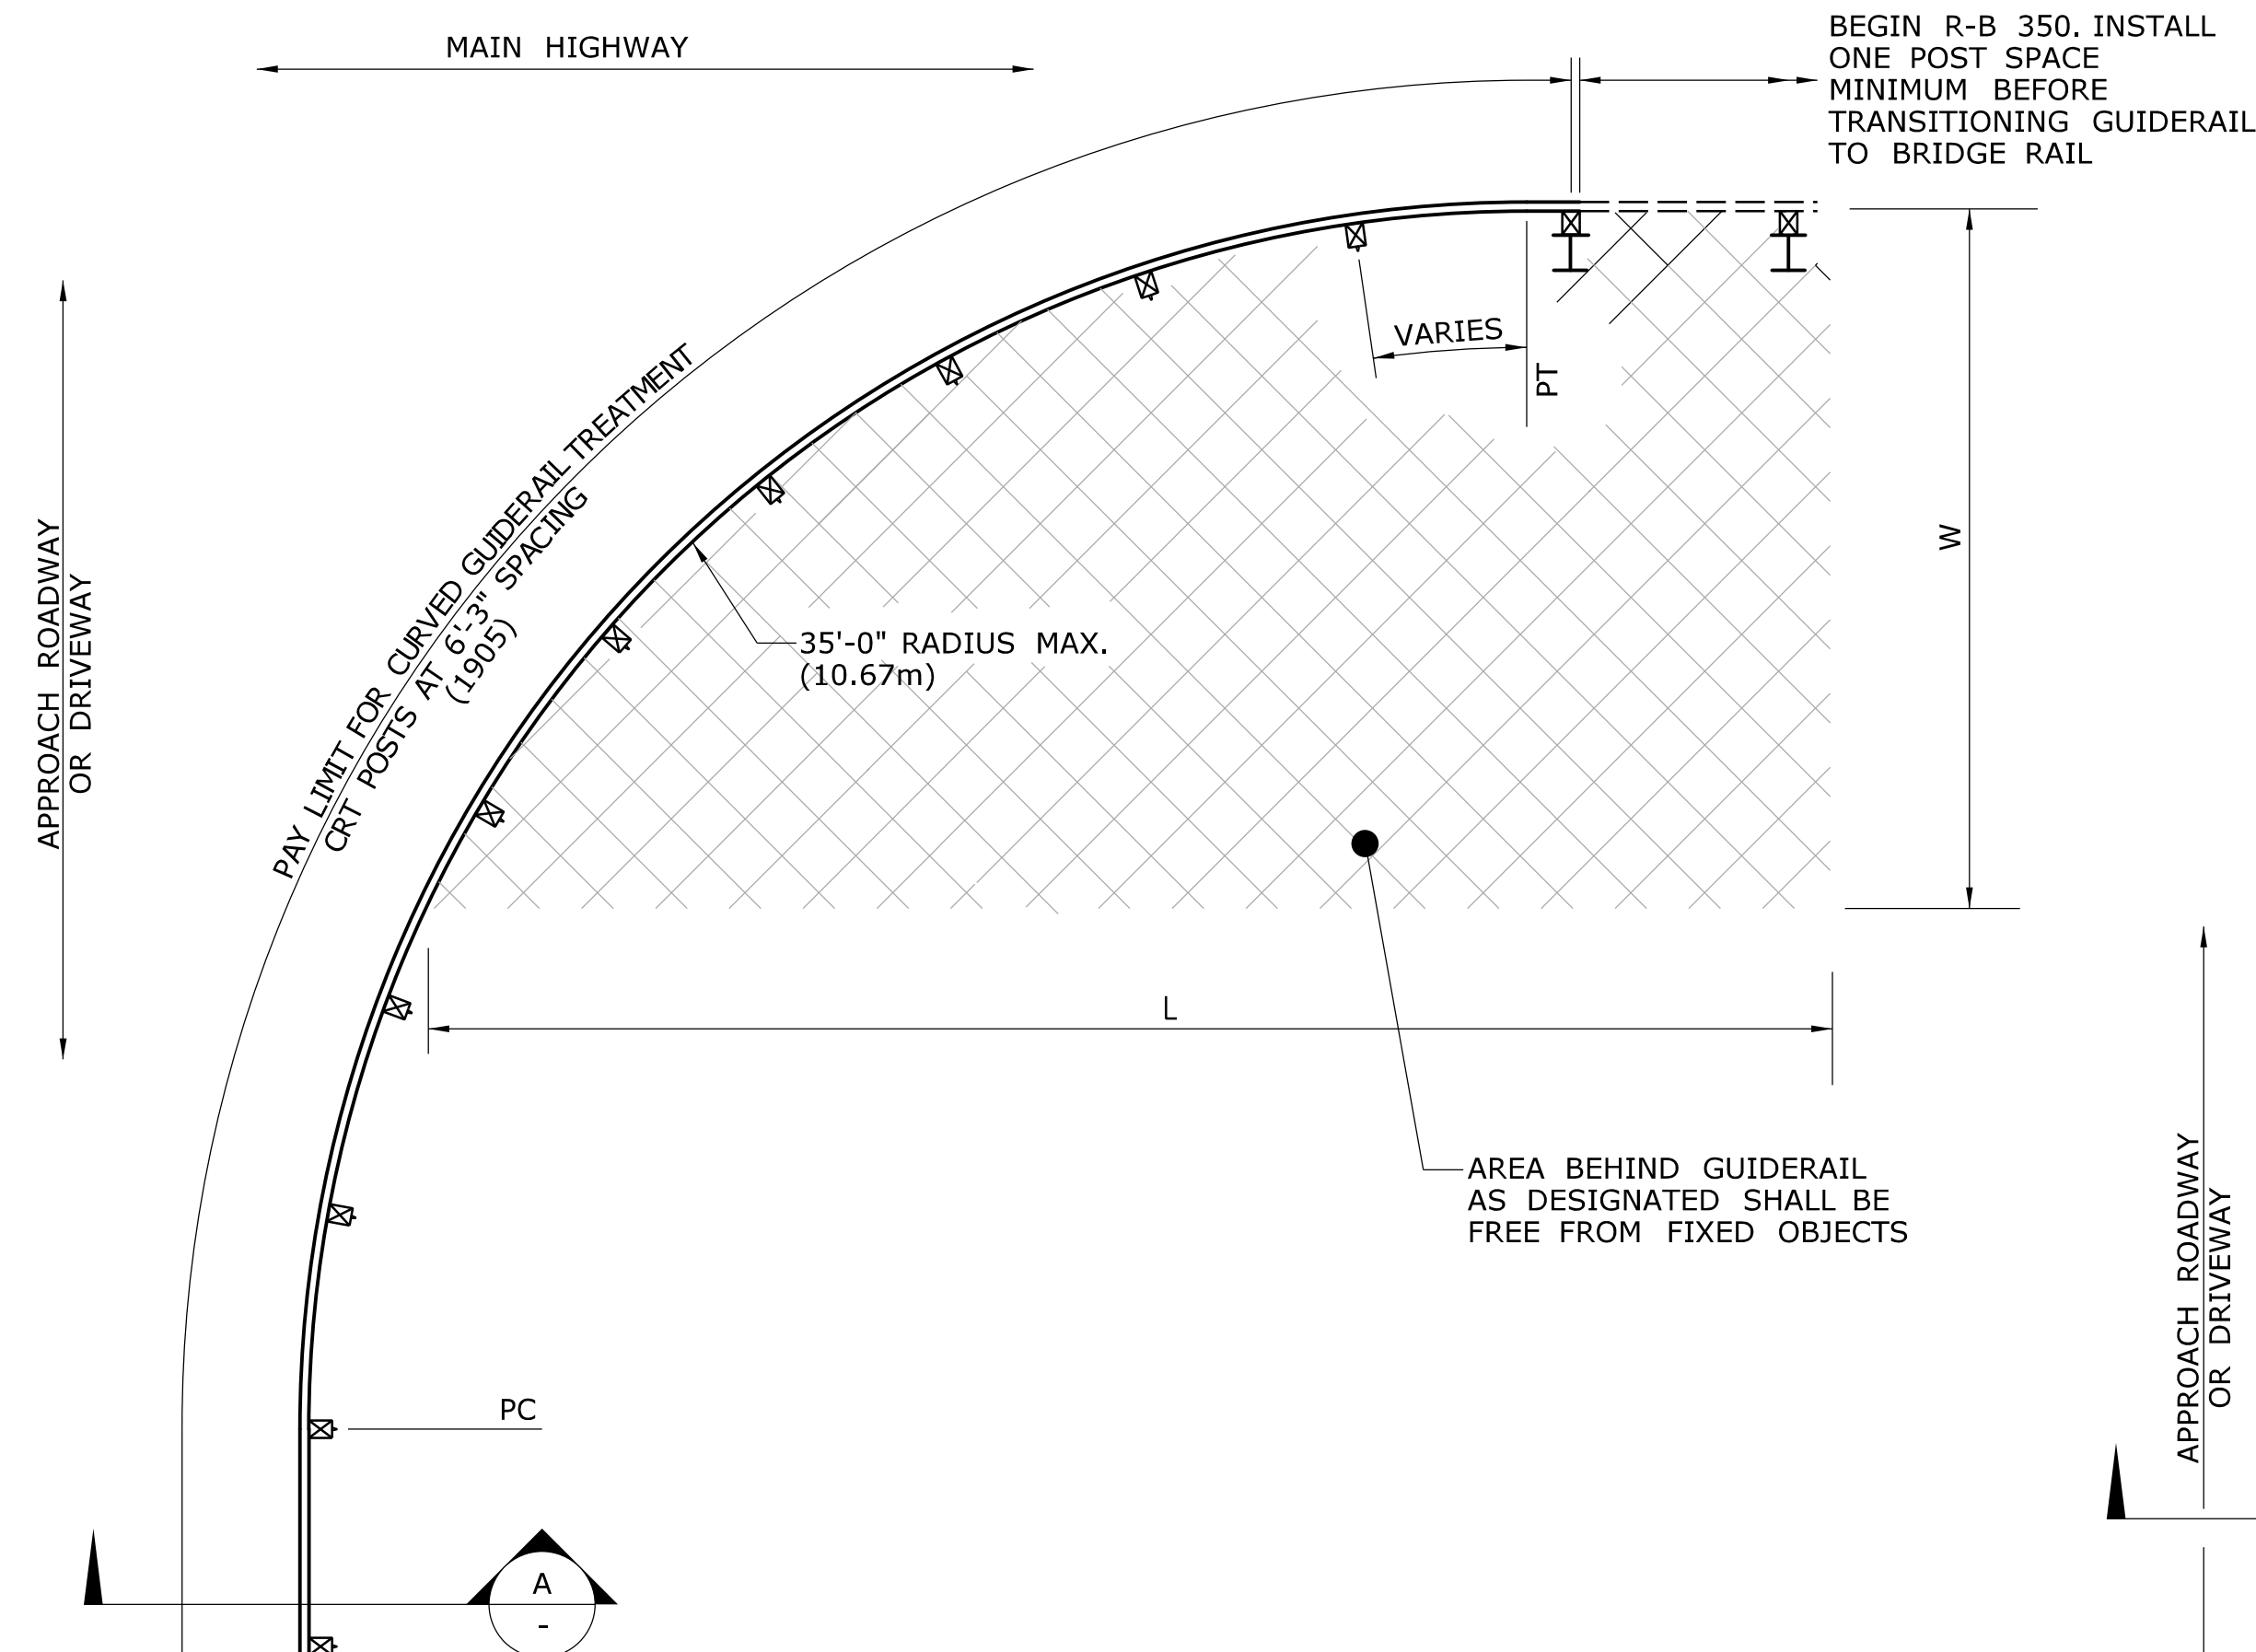 MAIN HIGHWAY
BEGIN R-B 350. INSTALL
ONE POST SPACE
MINIMUM BEFORE
TRANSITIONING GUIDERAIL
TO BRIDGE RAIL
VARIES
PT
PAY LIMIT FOR CURVED GUIDERAIL TREATMENT
CRT POSTS AT 6'-3" SPACING
(1905)
APPROACH ROADWAY
OR DRIVEWAY
W
35'-0" RADIUS MAX.
(10.67m)
L
AREA BEHIND GUIDERAIL
AS DESIGNATED SHALL BE
FREE FROM FIXED OBJECTS
APPROACH ROADWAY
OR DRIVEWAY
PC
A
-